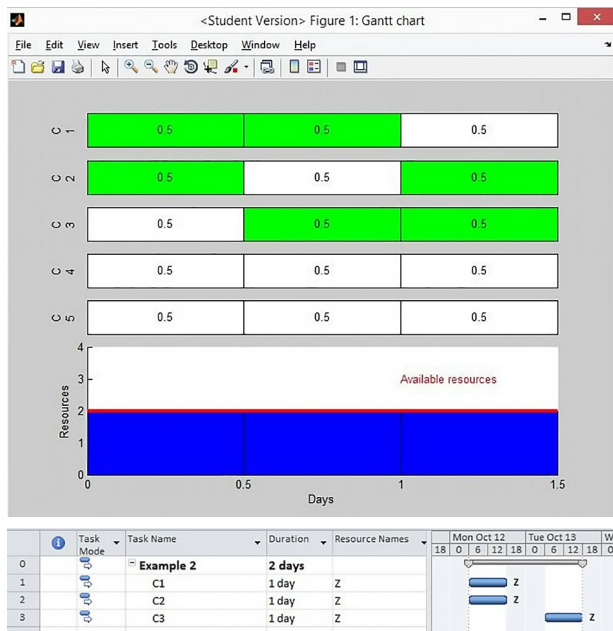 <Student Version> Figure 1: Gantt chart
File Edit View Insert Tools Desktop Window Help
C 1 0.5 0.5 0.5
C 2 0.5 0.5 0.5
C 3 0.5 0.5 0.5
C 4 0.5 0.5 0.5
C 5 0.5 0.5 0.5
4
3 Available resources
2
1
0
Resources
0 0.5 1 1.5
Days
Task Mode Task Name Duration Resource Names Mon Oct 12 Tue Oct 13 W
18 0 6 12 18 0 6 12 18 0
0 Example 2 2 days
1 C1 1 day Z Z
2 C2 1 day Z Z
3 C3 1 day Z Z